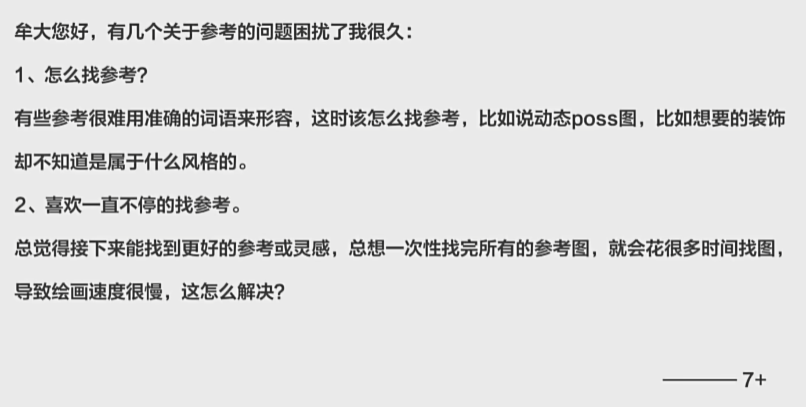 牟大您好，有几个关于参考的问题困扰了我很久：
1、怎么找参考？
有些参考很难用准确的词语来形容，这时该怎么找参考，比如说动态poss图，比如想要的装饰
却不知道是属于什么风格的。
2、喜欢一直不停的找参考。
总觉得接下来能找到更好的参考或灵感，总想一次性找完所有的参考图，就会花很多时间找图，
导致绘画速度很慢，这怎么解决？
———— 7+